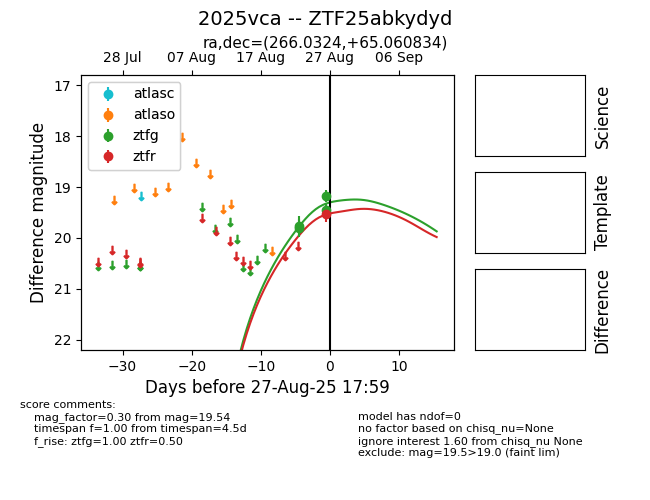 2025vca -- ZTF25abkydyd
ra,dec=(266.0324,+65.060834)
28 Jul 07 Aug 17 Aug 27 Aug 06 Sep
atlasc
atlaso
ztfg
ztfr
17
18
19
20
21
22
Difference magnitude
−30 −20 −10 0 10
Days before 27-Aug-25 17:59
Science
Template
Difference
score comments:
mag_factor=0.30 from mag=19.54
timespan f=1.00 from timespan=4.5d
f_rise: ztfg=1.00 ztfr=0.50
model has ndof=0
no factor based on chisq_nu=None
ignore interest 1.60 from chisq_nu None
exclude: mag=19.5>19.0 (faint lim)